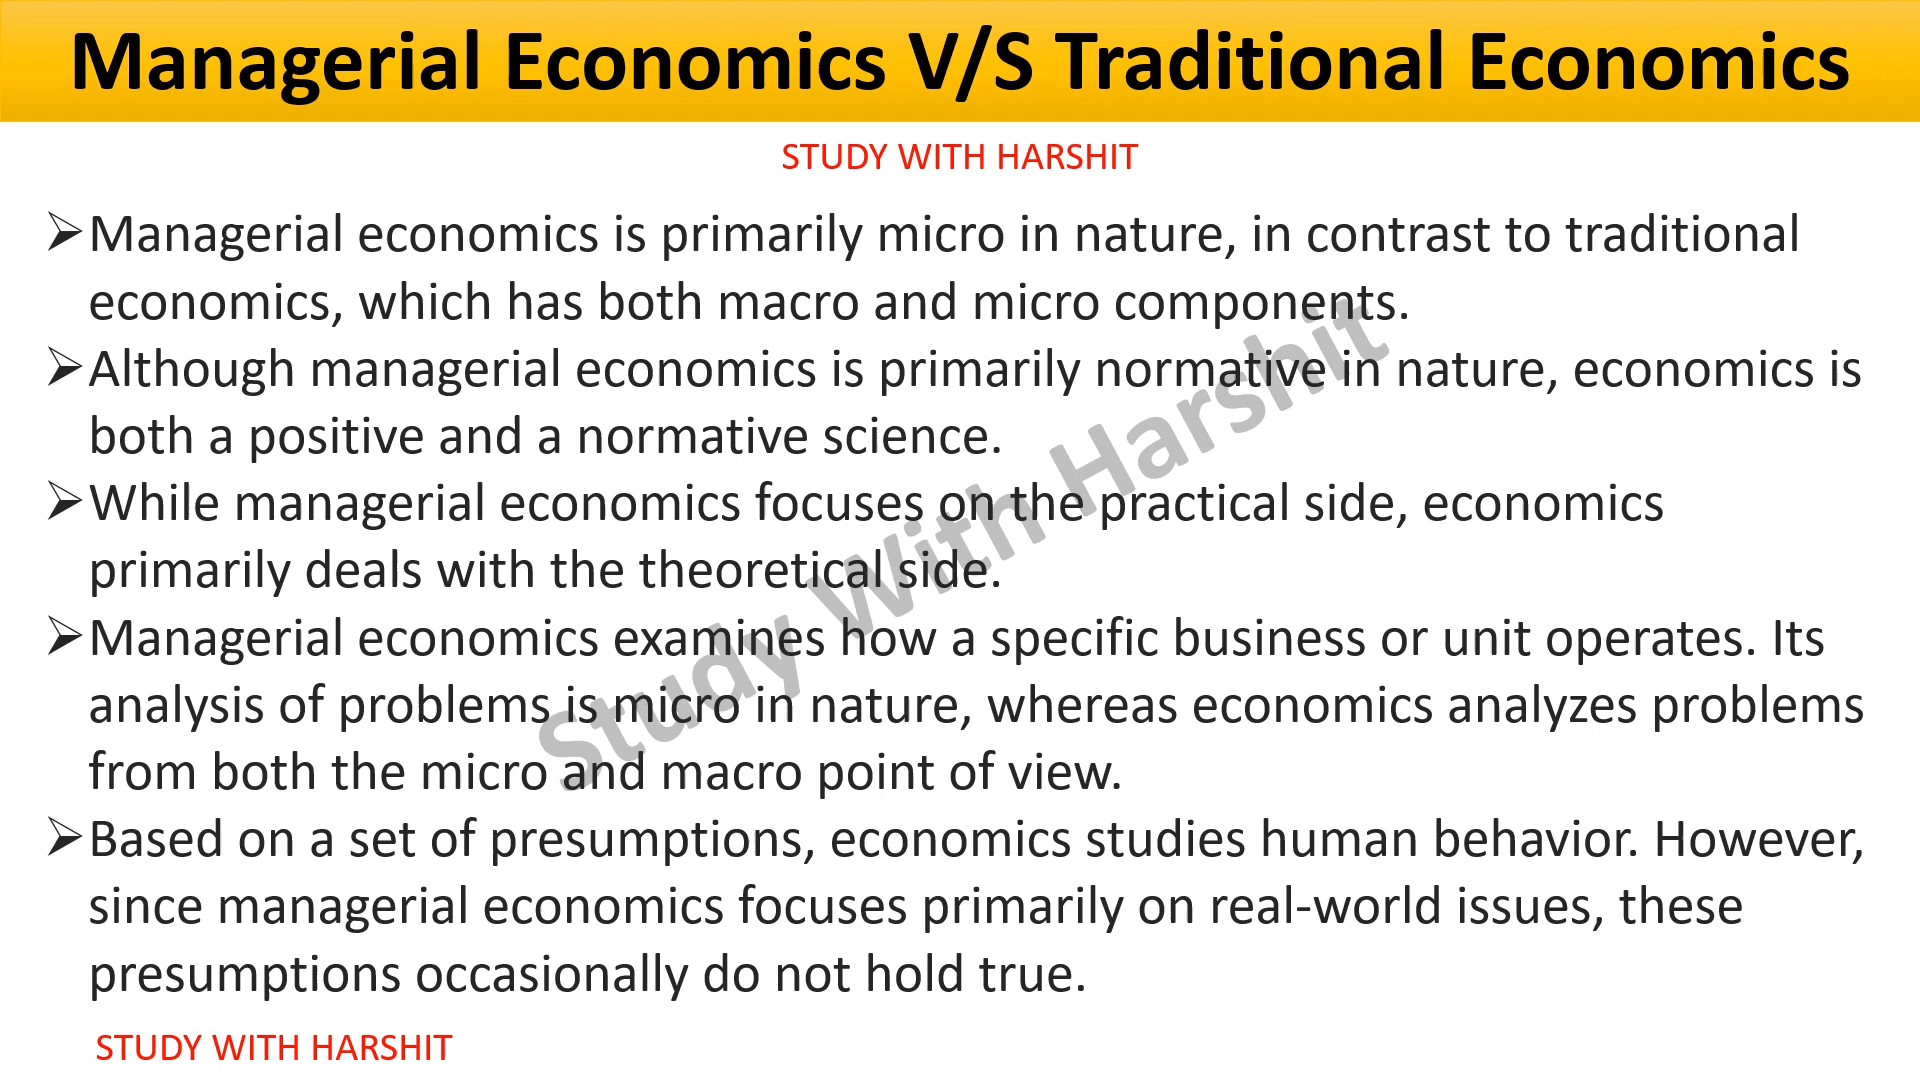 Managerial Economics V/S Traditional Economics
STUDY WITH HARSHIT
➢Managerial economics is primarily micro in nature, in contrast to traditional
economics, which has both macro and micro components.
➢Although managerial economics is primarily normative in nature, economics is
both a positive and a normative science.
➢While managerial economics focuses on the practical side, economics
primarily deals with the theoretical side.
➢Managerial economics examines how a specific business or unit operates. Its
analysis of problems is micro in nature, whereas economics analyzes problems
from both the micro and macro point of view.
➢Based on a set of presumptions, economics studies human behavior. However,
since managerial economics focuses primarily on real-world issues, these
presumptions occasionally do not hold true.
Study With Harshit
STUDY WITH HARSHIT